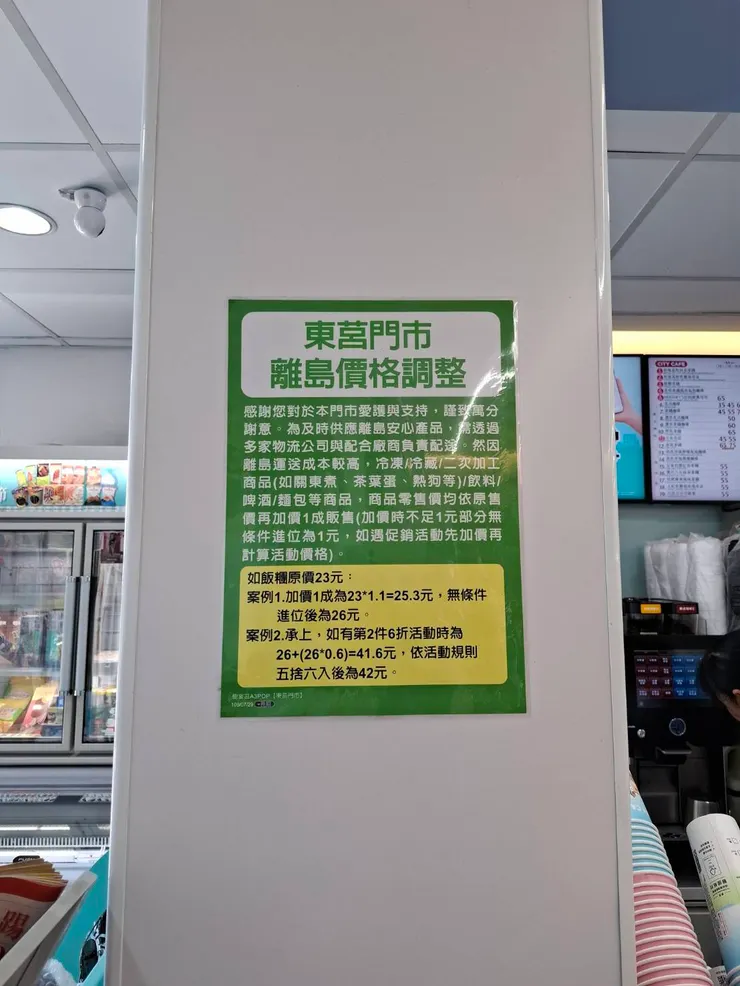 東莒門市
離島價格調整
感謝您對於本門市愛護與支持，謹致萬分
謝意。為及時供應離島安心產品，需透過
多家物流公司與配合廠商負責配送。然因
離島運送成本較高，冷凍/冷藏/二次加工
商品(如關東煮、茶葉蛋、熱狗等)/飲料/
啤酒/麵包等商品，商品零售價均依原售
價再加價1成販售(加價時不足1元部分無
條件進位為1元，如遇促銷活動先加價再
計算活動價格)。
如飯糰原價23元：
案例1.加價1成為23*1.1=25.3元，無條件
進位後為26元。
案例2.承上，如有第2件6折活動時為
26+(26*0.6)=41.6元，依活動規則
五捨六入後為42元。
CITY CAFE